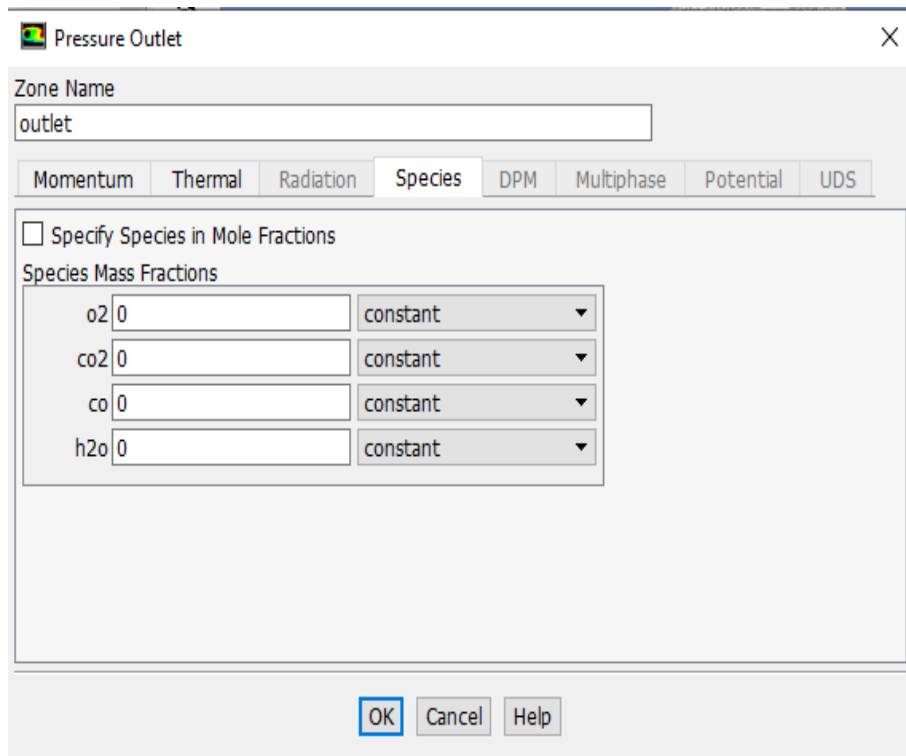 Pressure Outlet
Zone Name
outlet
Momentum Thermal Radiation Species DPM Multiphase Potential UDS
Specify Species in Mole Fractions
Species Mass Fractions
o2 0 constant
co2 0 constant
co 0 constant
h2o 0 constant
OK Cancel Help